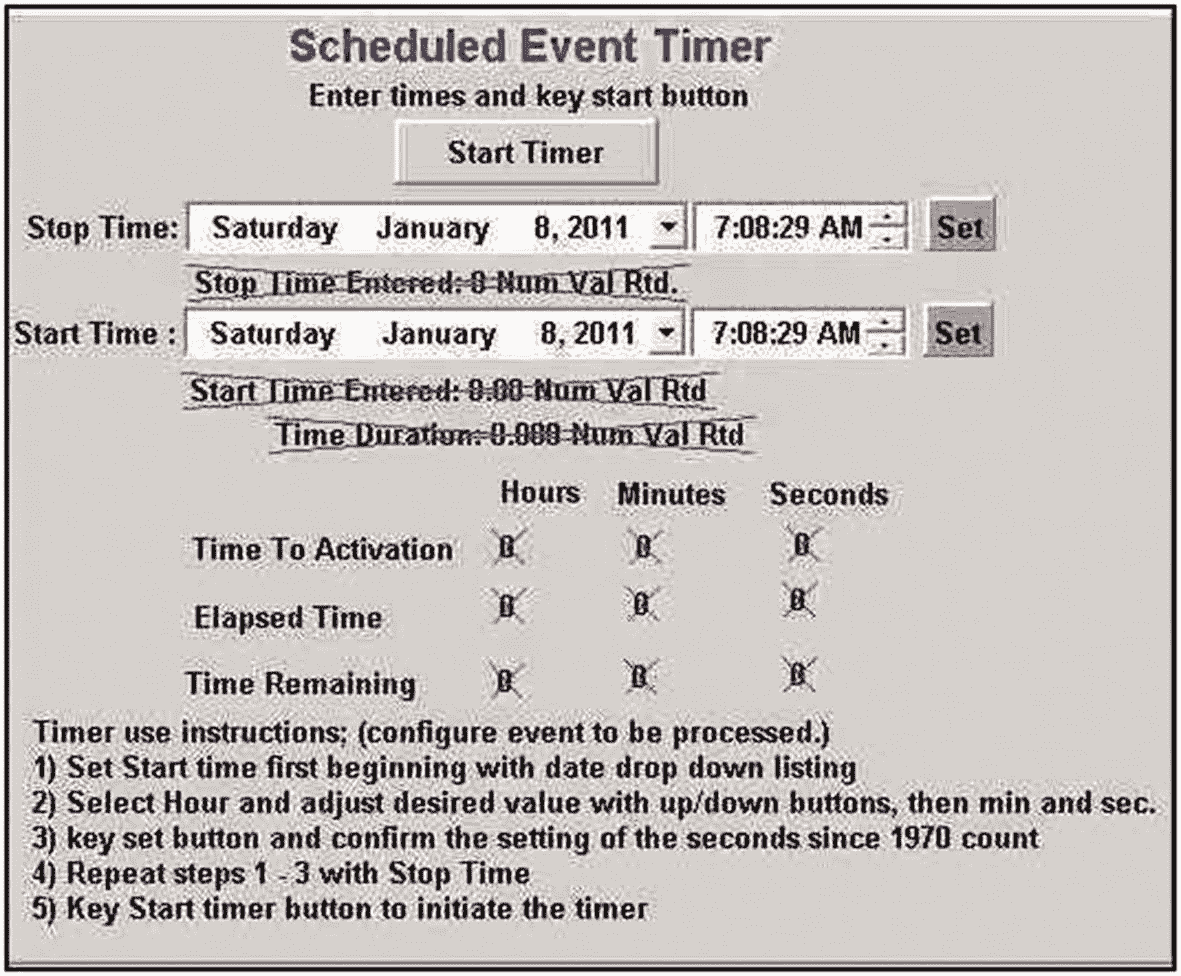 Scheduled Event Timer
Enter times and key start button
Start Timer
Stop Time: Saturday January 8, 2011 7:08:29 AM Set
Stop Time Entered: 0 Num Val Rtd.
Start Time : Saturday January 8, 2011 7:08:29 AM Set
Start Time Entered: 0.00 Num Val Rtd
Time Duration: 0.000 Num Val Rtd
Hours Minutes Seconds
Time To Activation 0 0 0
Elapsed Time 0 0 0
Time Remaining 0 0 0
Timer use instructions; (configure event to be processed.)
1) Set Start time first beginning with date drop down listing
2) Select Hour and adjust desired value with up/down buttons, then min and sec.
3) key set button and confirm the setting of the seconds since 1970 count
4) Repeat steps 1 - 3 with Stop Time
5) Key Start timer button to initiate the timer